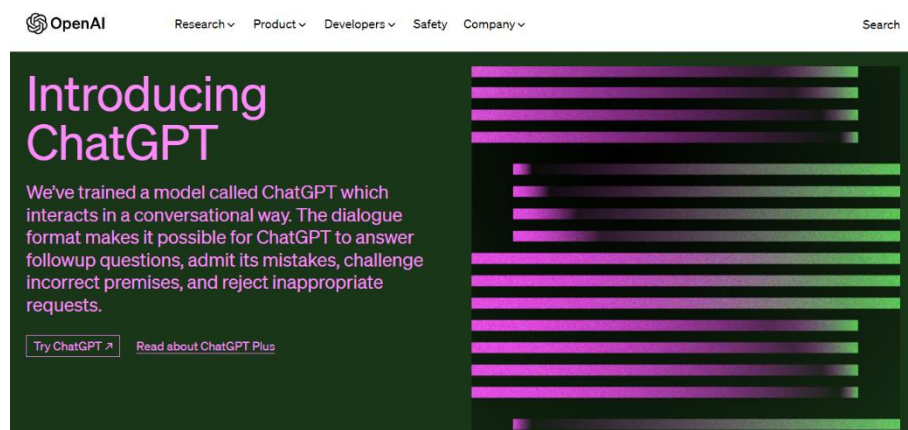 OpenAI
Research Product Developers Safety Company
Search
Introducing
ChatGPT
We've trained a model called ChatGPT which
interacts in a conversational way. The dialogue
format makes it possible for ChatGPT to answer
followup questions, admit its mistakes, challenge
incorrect premises, and reject inappropriate
requests.
Try ChatGPT ↗ Read about ChatGPT Plus